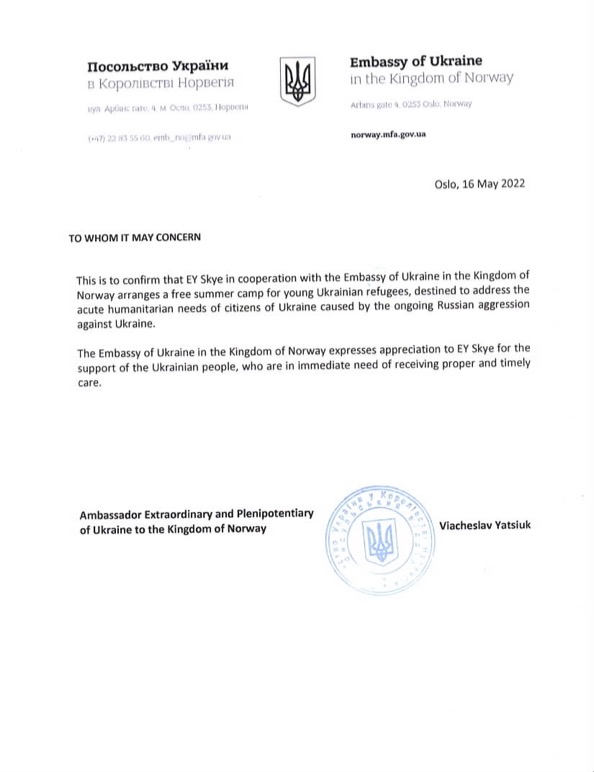 Посольство України
в Королівстві Норвегія
вул. Арбінс гате, 4, м. Осло, 0253, Норвегія
(+47) 22 83 55 60, emb_no@mfa.gov.ua
Embassy of Ukraine
in the Kingdom of Norway
Arbins gate 4, 0253 Oslo, Norway
norway.mfa.gov.ua
Oslo, 16 May 2022
TO WHOM IT MAY CONCERN
This is to confirm that EY Skye in cooperation with the Embassy of Ukraine in the Kingdom of
Norway arranges a free summer camp for young Ukrainian refugees, destined to address the
acute humanitarian needs of citizens of Ukraine caused by the ongoing Russian aggression
against Ukraine.
The Embassy of Ukraine in the Kingdom of Norway expresses appreciation to EY Skye for the
support of the Ukrainian people, who are in immediate need of receiving proper and timely
care.
Ambassador Extraordinary and Plenipotentiary
of Ukraine to the Kingdom of Norway
України у Королівстві
Viacheslav Yatsiuk